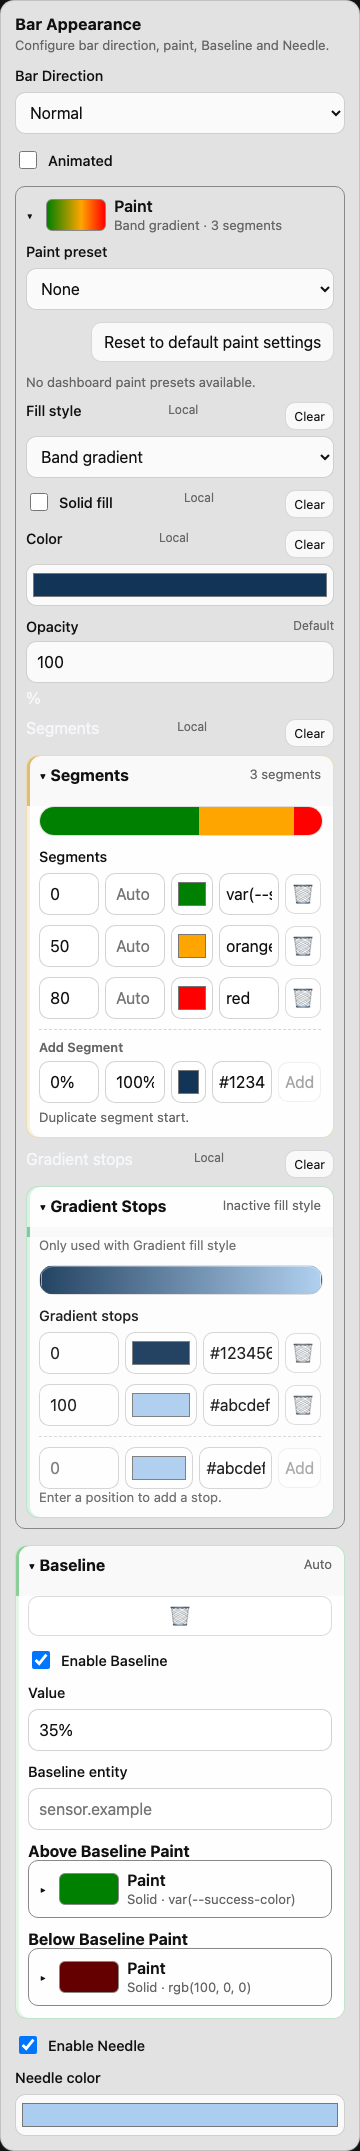 Bar Appearance
Configure bar direction, paint, Baseline and Needle.
Bar Direction
Normal
Animated
Paint
Band gradient · 3 segments
Paint preset
None
Reset to default paint settings
No dashboard paint presets available.
Fill style Local Clear
Band gradient
Solid fill Local Clear
Color Local Clear
Opacity Default
100
%
Segments Local Clear
Segments 3 segments
Segments
0 Auto var(--s
50 Auto orange
80 Auto red
Add Segment
0% 100% #1234 Add
Duplicate segment start.
Gradient stops Local Clear
Gradient Stops Inactive fill style
Only used with Gradient fill style
Gradient stops
0 #123456
100 #abcdef
0 #abcdef Add
Enter a position to add a stop.
Baseline Auto
Enable Baseline
Value
35%
Baseline entity
sensor.example
Above Baseline Paint
Paint
Solid · var(--success-color)
Below Baseline Paint
Paint
Solid · rgb(100, 0, 0)
Enable Needle
Needle color